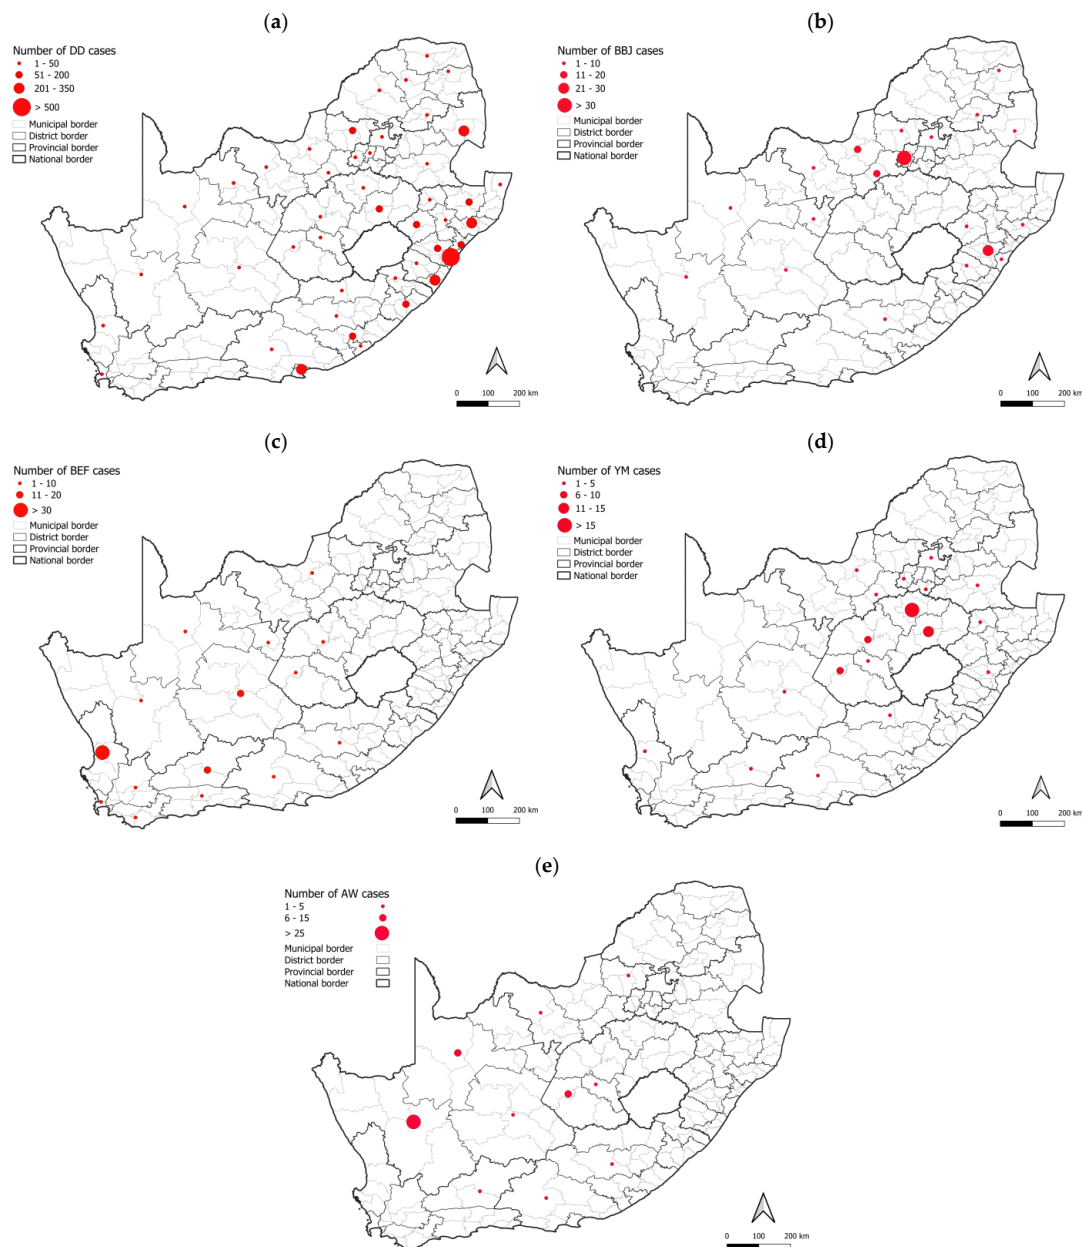 (a)
Number of DD cases
1 - 50
51 - 200
201 - 350
> 500
Municipal border
District border
Provincial border
National border
0 100 200 km
(b)
Number of BBJ cases
1 - 10
11 - 20
21 - 30
> 30
Municipal border
District border
Provincial border
National border
0 100 200 km
(c)
Number of BEF cases
1 - 10
11 - 20
> 30
Municipal border
District border
Provincial border
National border
0 100 200 km
(d)
Number of YM cases
1 - 5
6 - 10
11 - 15
> 15
Municipal border
District border
Provincial border
National border
0 100 200 km
(e)
Number of AW cases
1 - 5
6 - 15
> 25
Municipal border
District border
Provincial border
National border
0 100 200 km